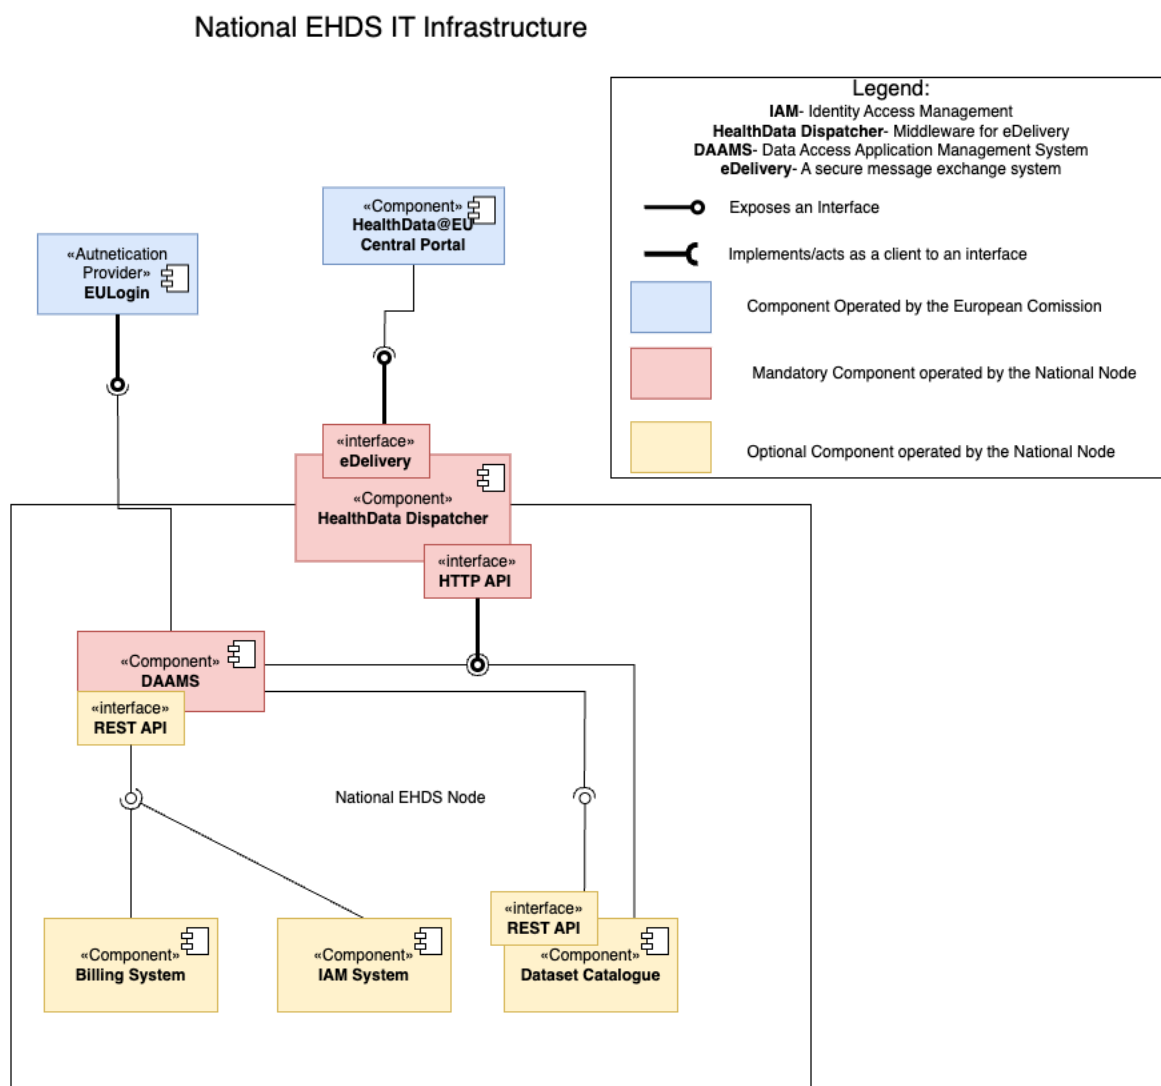 National EHDS IT Infrastructure
Legend:
IAM- Identity Access Management
HealthData Dispatcher- Middleware for eDelivery
DAAMS- Data Access Application Management System
eDelivery- A secure message exchange system
Exposes an Interface
Implements/acts as a client to an interface
Component Operated by the European Comission
Mandatory Component operated by the National Node
Optional Component operated by the National Node
«Component»
HealthData@EU
Central Portal
«Autnetication
Provider»
EULogin
«interface»
eDelivery
«Component»
HealthData Dispatcher
«interface»
HTTP API
«Component»
DAAMS
«interface»
REST API
National EHDS Node
«Component»
Billing System
«Component»
IAM System
«interface»
REST API
«Component»
Dataset Catalogue